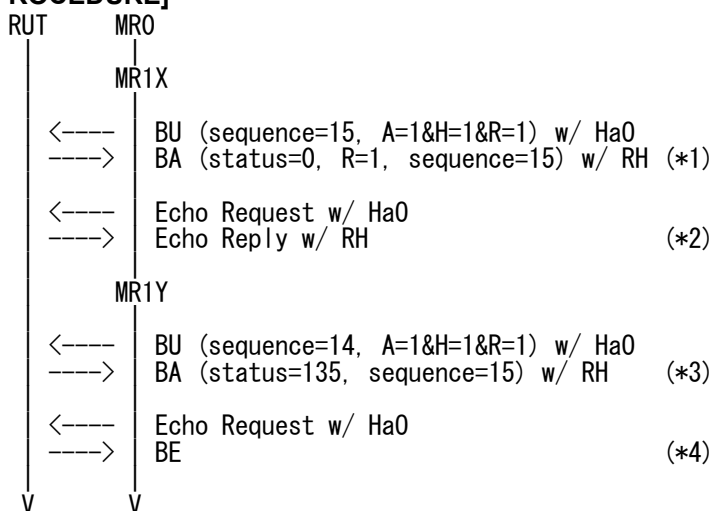 ROCEDURE]
RUT MR0
MR1X
<---- BU (sequence=15, A=1&H=1&R=1) w/ HaO
----> BA (status=0, R=1, sequence=15) w/ RH (*1)
<---- Echo Request w/ HaO
----> Echo Reply w/ RH (*2)
MR1Y
<---- BU (sequence=14, A=1&H=1&R=1) w/ HaO
----> BA (status=135, sequence=15) w/ RH (*3)
<---- Echo Request w/ HaO
----> BE (*4)
V V